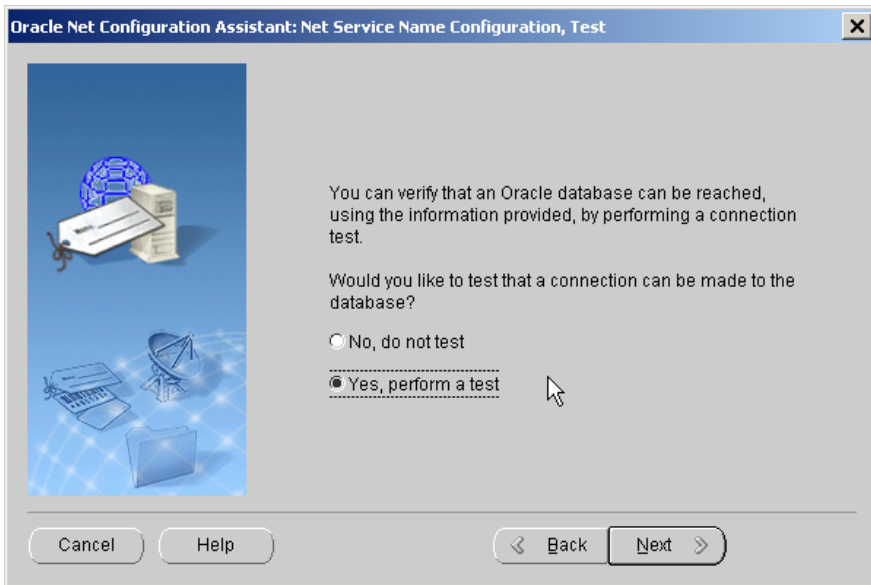 Oracle Net Configuration Assistant: Net Service Name Configuration, Test
You can verify that an Oracle database can be reached,
using the information provided, by performing a connection
test.
Would you like to test that a connection can be made to the
database?
No, do not test
Yes, perform a test
Cancel
Help
Back
Next